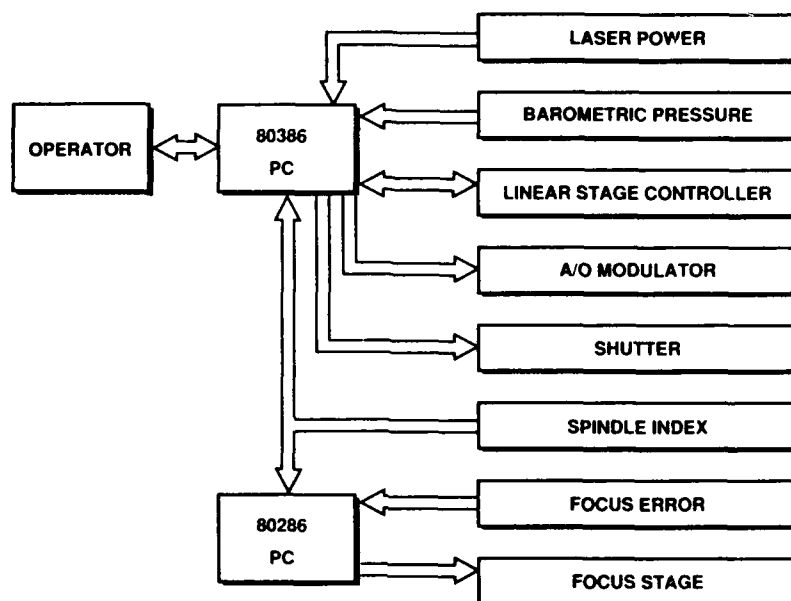 LASER POWER
BAROMETRIC PRESSURE
OPERATOR
80386
PC
LINEAR STAGE CONTROLLER
A/O MODULATOR
SHUTTER
SPINDLE INDEX
80286
PC
FOCUS ERROR
FOCUS STAGE